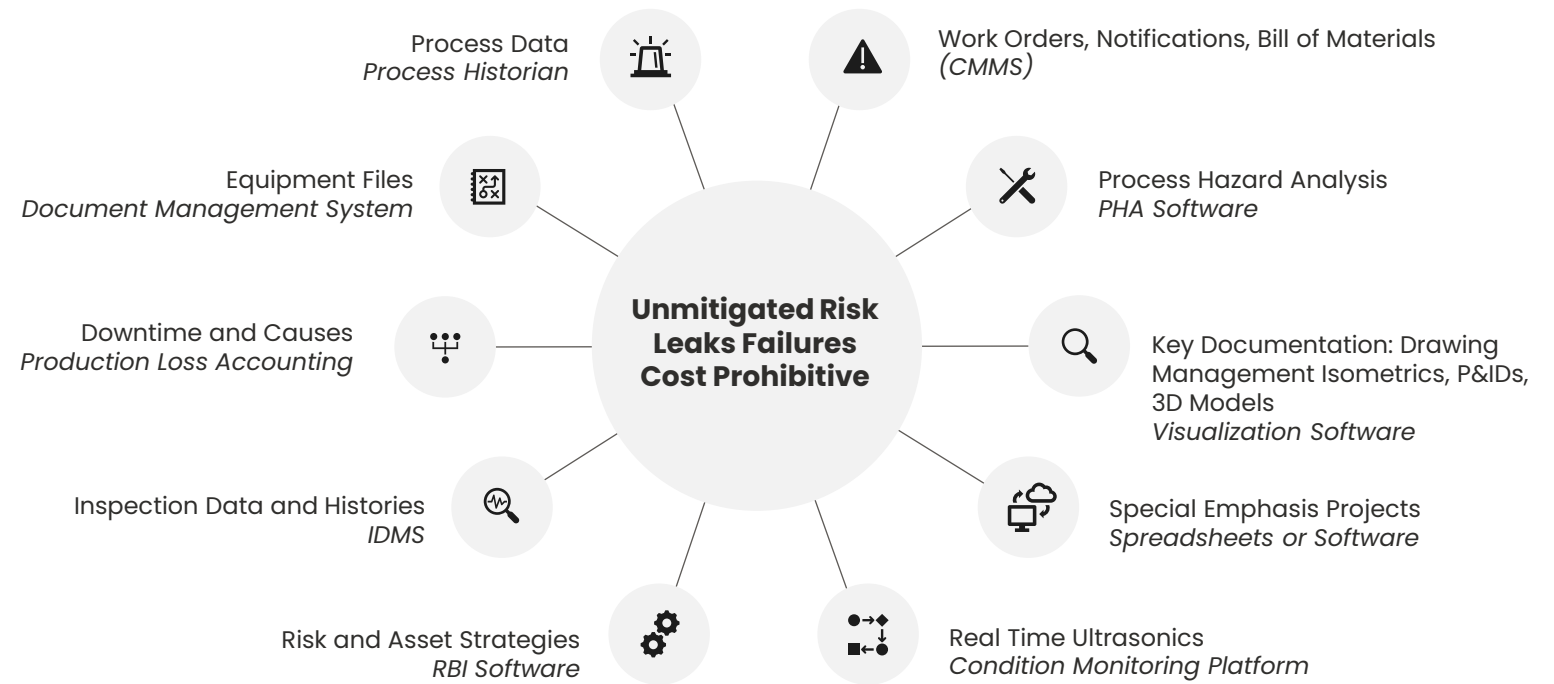 Process Data
Process Historian
Work Orders, Notifications, Bill of Materials
(CMMS)
Equipment Files
Document Management System
Process Hazard Analysis
PHA Software
Unmitigated Risk
Leaks Failures
Cost Prohibitive
Downtime and Causes
Production Loss Accounting
Key Documentation: Drawing
Management Isometrics, P&IDs,
3D Models
Visualization Software
Inspection Data and Histories
IDMS
Special Emphasis Projects
Spreadsheets or Software
Risk and Asset Strategies
RBI Software
Real Time Ultrasonics
Condition Monitoring Platform